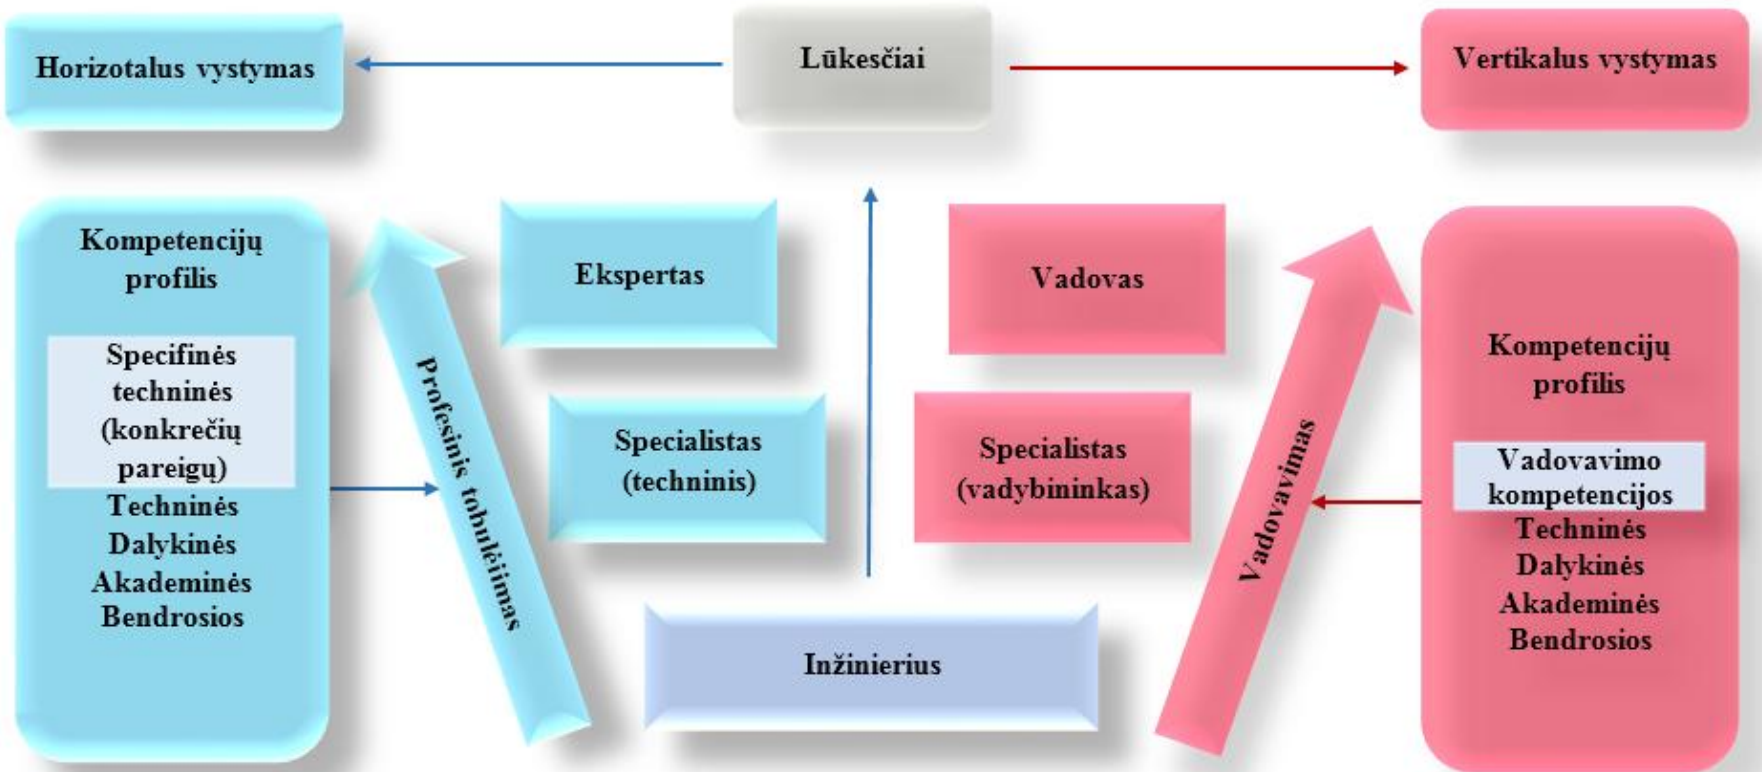 Horizotalus vystymas
Lūkesčiai
Vertikalus vystymas
Kompetencijų
profilis
Specifinės
techninės
(konkrečių
pareigų)
Techninės
Dalykinės
Akademinės
Bendrosios
Profesinis tobulėjimas
Ekspertas
Specialistas
(techninis)
Vadovas
Specialistas
(vadybininkas)
Inžinierius
Vadovavimas
Kompetencijų
profilis
Vadovavimo
kompetencijos
Techninės
Dalykinės
Akademinės
Bendrosios